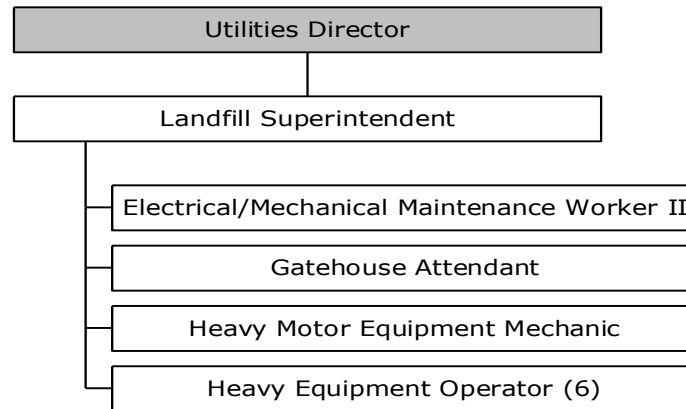 Utilities Director
Landfill Superintendent
Electrical/Mechanical Maintenance Worker II
Gatehouse Attendant
Heavy Motor Equipment Mechanic
Heavy Equipment Operator (6)